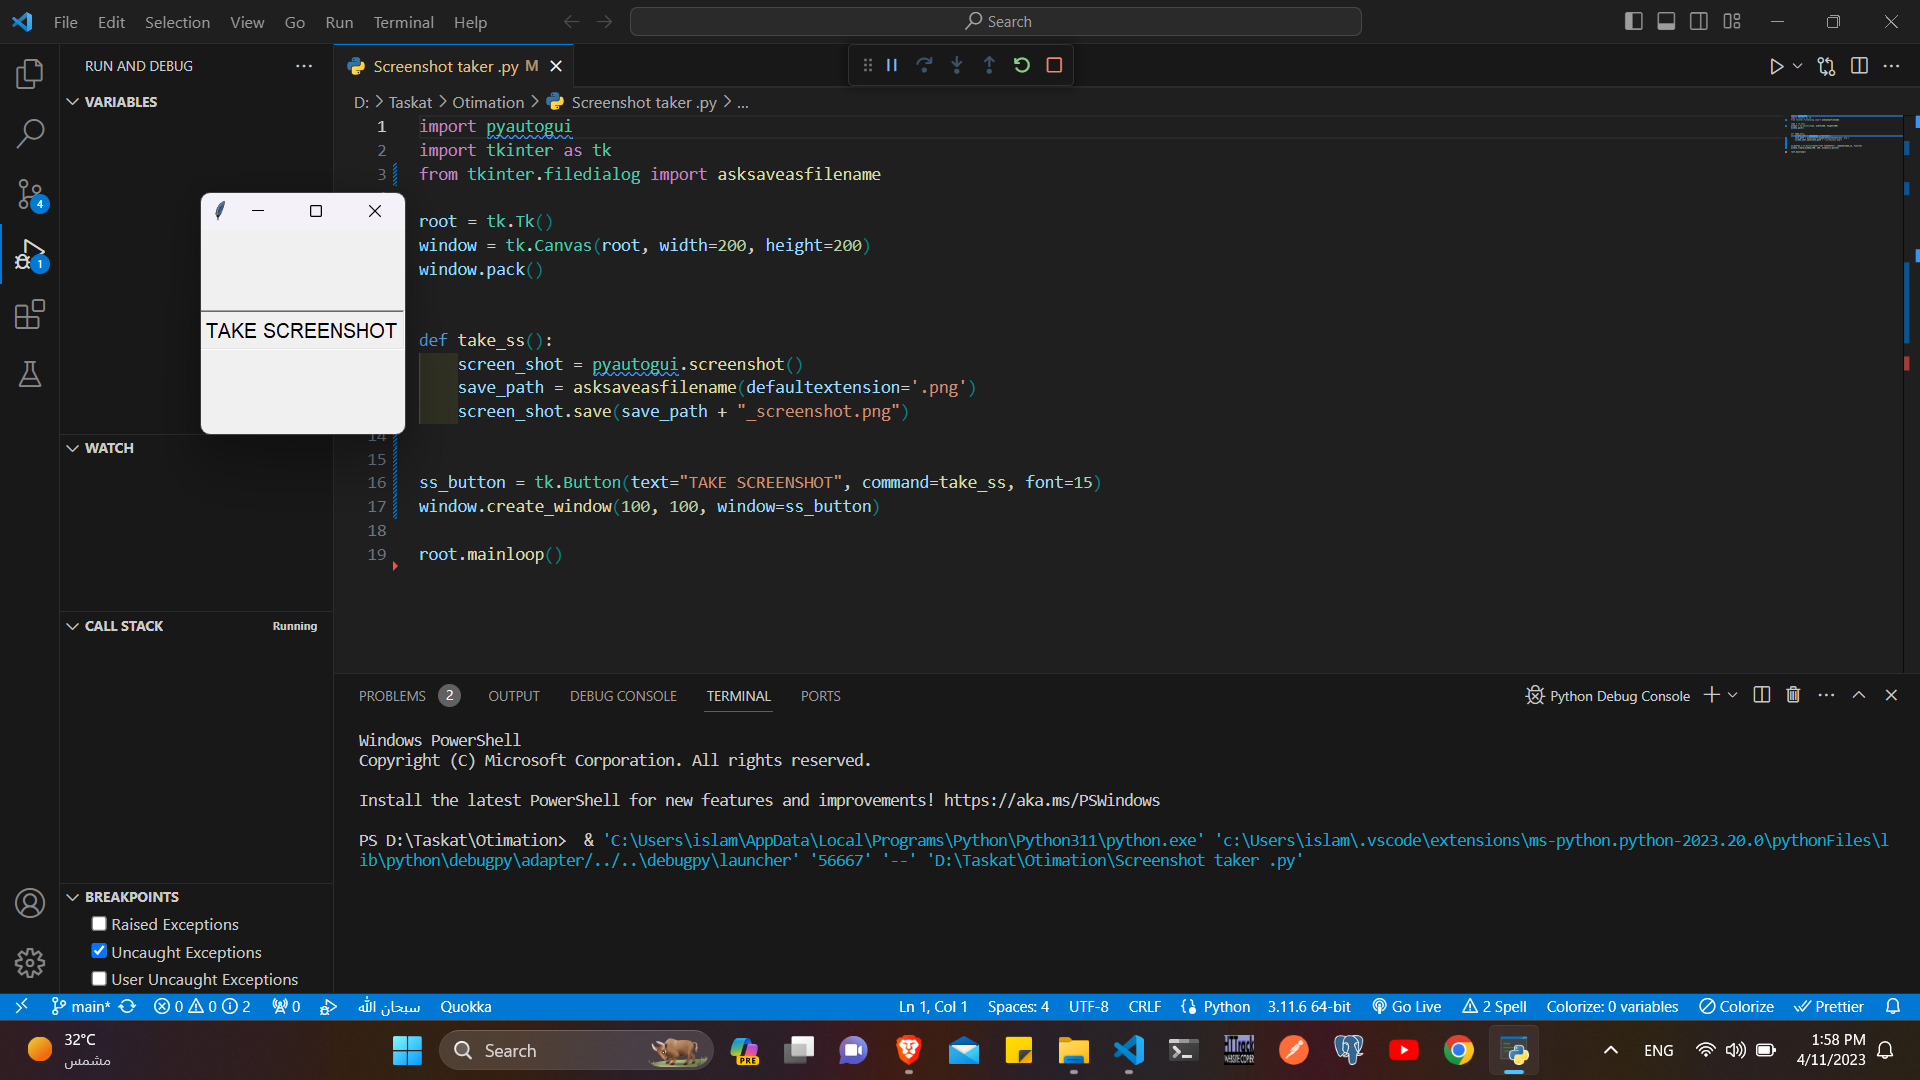 File Edit Selection View Go Run Terminal Help
Search
RUN AND DEBUG
Screenshot taker .py M
VARIABLES
D: > Taskat > Otimation > Screenshot taker .py > ...
1 import pyautogui
2 import tkinter as tk
3 from tkinter.filedialog import asksaveasfilename
root = tk.Tk()
window = tk.Canvas(root, width=200, height=200)
window.pack()
TAKE SCREENSHOT
def take_ss():
screen_shot = pyautogui.screenshot()
save_path = asksaveasfilename(defaultextension='.png')
screen_shot.save(save_path + "_screenshot.png")
14
15
16 ss_button = tk.Button(text="TAKE SCREENSHOT", command=take_ss, font=15)
17 window.create_window(100, 100, window=ss_button)
18
19 root.mainloop()
4
1
WATCH
CALL STACK Running
BREAKPOINTS
Raised Exceptions
Uncaught Exceptions
User Uncaught Exceptions
PROBLEMS 2 OUTPUT DEBUG CONSOLE TERMINAL PORTS
Python Debug Console
Windows PowerShell
Copyright (C) Microsoft Corporation. All rights reserved.
Install the latest PowerShell for new features and improvements! https://aka.ms/PSWindows
PS D:\Taskat\Otimation>  & 'C:\Users\islam\AppData\Local\Programs\Python\Python311\python.exe' 'c:\Users\islam\.vscode\extensions\ms-python.python-2023.20.0\pythonFiles\l
ib\python\debugpy\adapter/../..\debugpy\launcher' '56667' '--' 'D:\Taskat\Otimation\Screenshot taker .py'
main* 0 0 2 0 سبحان الله Quokka
Ln 1, Col 1 Spaces: 4 UTF-8 CRLF Python 3.11.6 64-bit Go Live 2 Spell Colorize: 0 variables Colorize Prettier
32°C
مشمس
Search
PRE
ENG
1:58 PM
4/11/2023